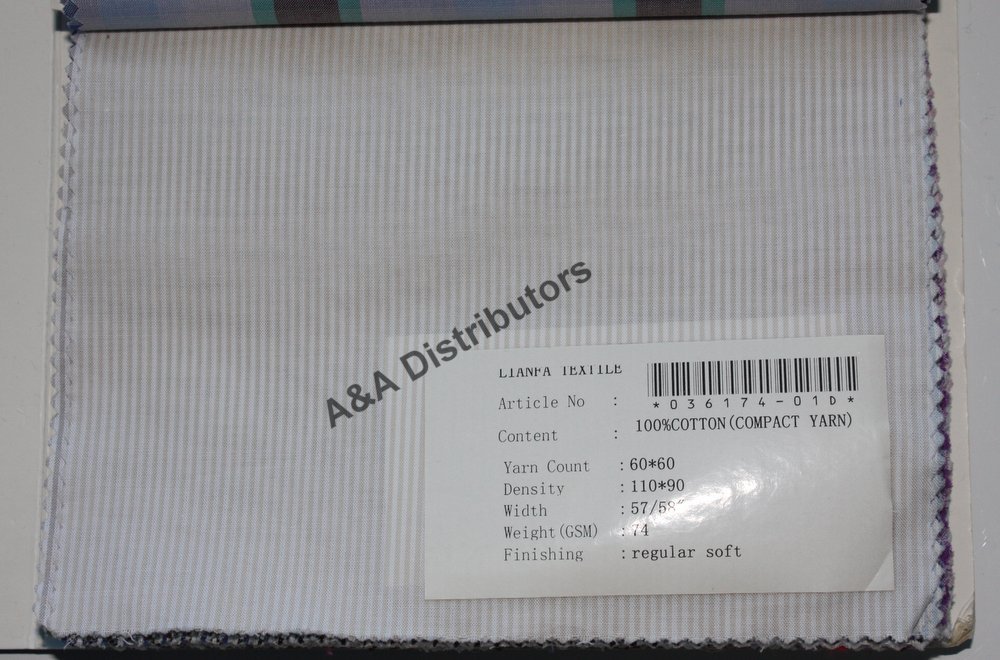 A&A Distributors
LIANFA TEXTILE
Article No :
*036174-01D*
Content : 100%COTTON(COMPACT YARN)
Yarn Count :60*60
Density :110*90
Width :57/58"
Weight(GSM) :74
Finishing :regular soft